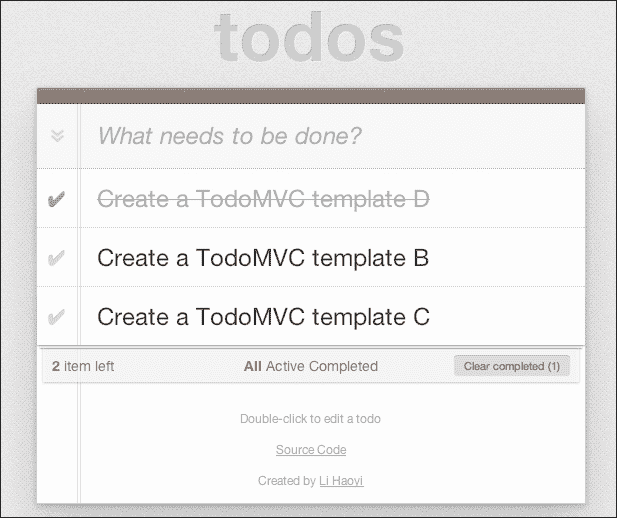 todos
What needs to be done?
Create a TodoMVC template D
Create a TodoMVC template B
Create a TodoMVC template C
2 item left All Active Completed Clear completed (1)
Double-click to edit a todo
Source Code
Created by Li Haoyi